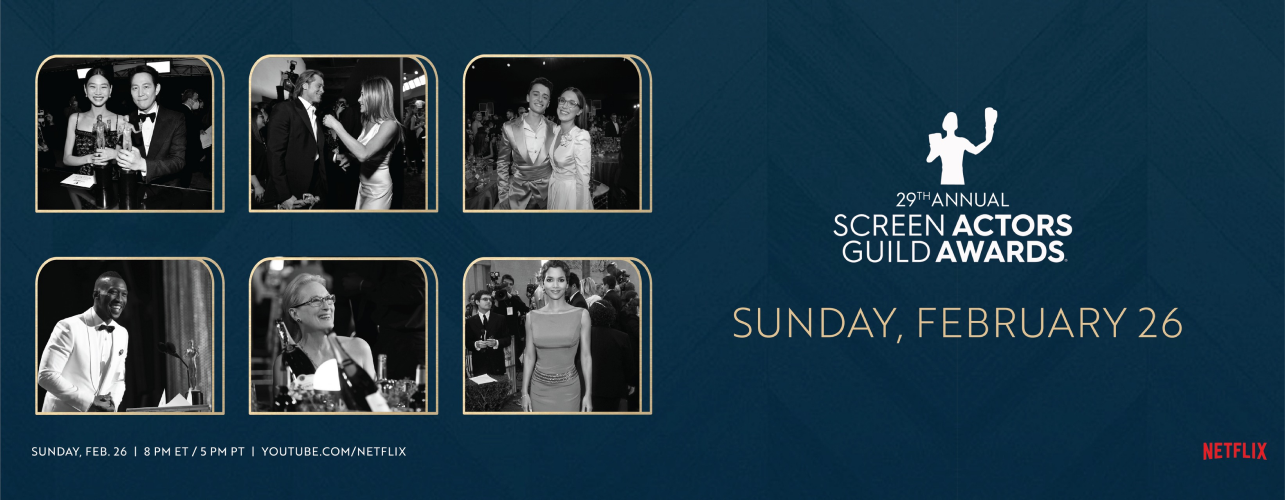 29TH ANNUAL
SCREEN ACTORS
GUILD AWARDS®
SUNDAY, FEBRUARY 26
SUNDAY, FEB. 26 | 8 PM ET / 5 PM PT | YOUTUBE.COM/NETFLIX
NETFLIX